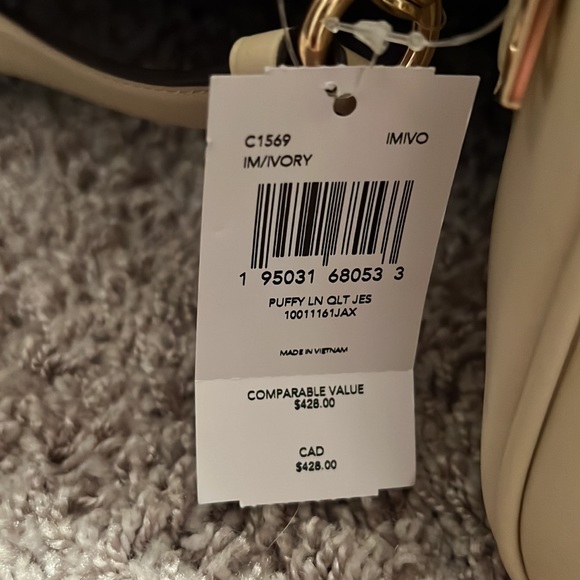 C1569 IMIVO
IM/IVORY
1 95031 68053 3
PUFFY LN QLT JES
10011161JAX
MADE IN VIETNAM
COMPARABLE VALUE
$428.00
CAD
$428.00